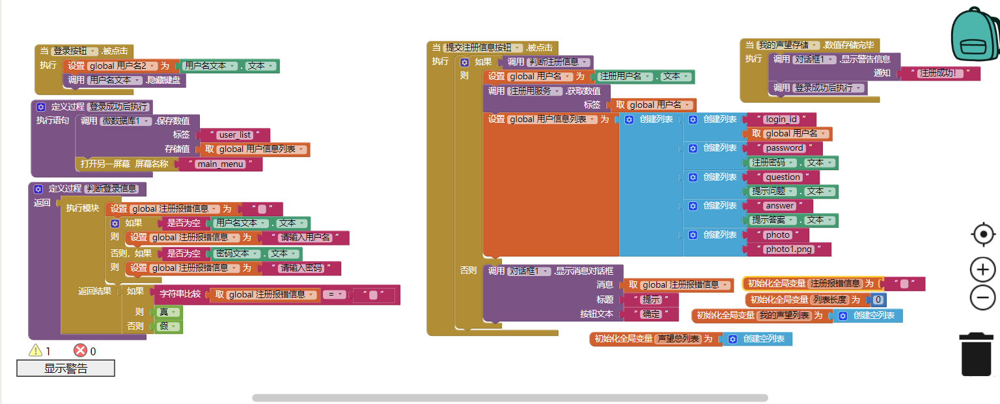 当 登录按钮 .被点击
执行 设置 global 用户名2 为 用户名文本 . 文本
调用 用户名文本 .隐藏键盘
定义过程 登录成功后执行
执行语句 调用 微数据库1 .保存数值
标签 " user_list "
存储值 取 global 用户信息列表
打开另一屏幕 屏幕名称 " main_menu "
定义过程 判断登录信息
返回 执行模块 设置 global 注册报错信息 为 " "
如果 是否为空 用户名文本 . 文本
则 设置 global 注册报错信息 为 " 请输入用户名 "
否则，如果 是否为空 密码文本 . 文本
则 设置 global 注册报错信息 为 " 请输入密码 "
返回结果 如果 字符串比较 取 global 注册报错信息 = " "
则 真
否则 假
1 0
显示警告
当 提交注册信息按钮 .被点击
执行 如果 调用 判断注册信息
则 设置 global 用户名 为 注册用户名 . 文本
调用 注册用服务 .获取数值
标签 取 global 用户名
设置 global 用户信息列表 为 创建列表 创建列表 " login_id "
取 global 用户名
创建列表 " password "
注册密码 . 文本
创建列表 " question "
提示问题 . 文本
创建列表 " answer "
提示答案 . 文本
创建列表 " photo "
" photo1.png "
否则 调用 对话框1 .显示消息对话框
消息 取 global 注册报错信息
标题 " 提示 "
按钮文本 " 确定 "
当 我的声望存储 .数值存储完毕
执行 调用 对话框1 .显示警告信息
通知 " 注册成功！ "
调用 登录成功后执行
初始化全局变量 注册报错信息 为 " "
初始化全局变量 列表长度 为 0
初始化全局变量 我的声望列表 为 创建空列表
初始化全局变量 声望总列表 为 创建空列表